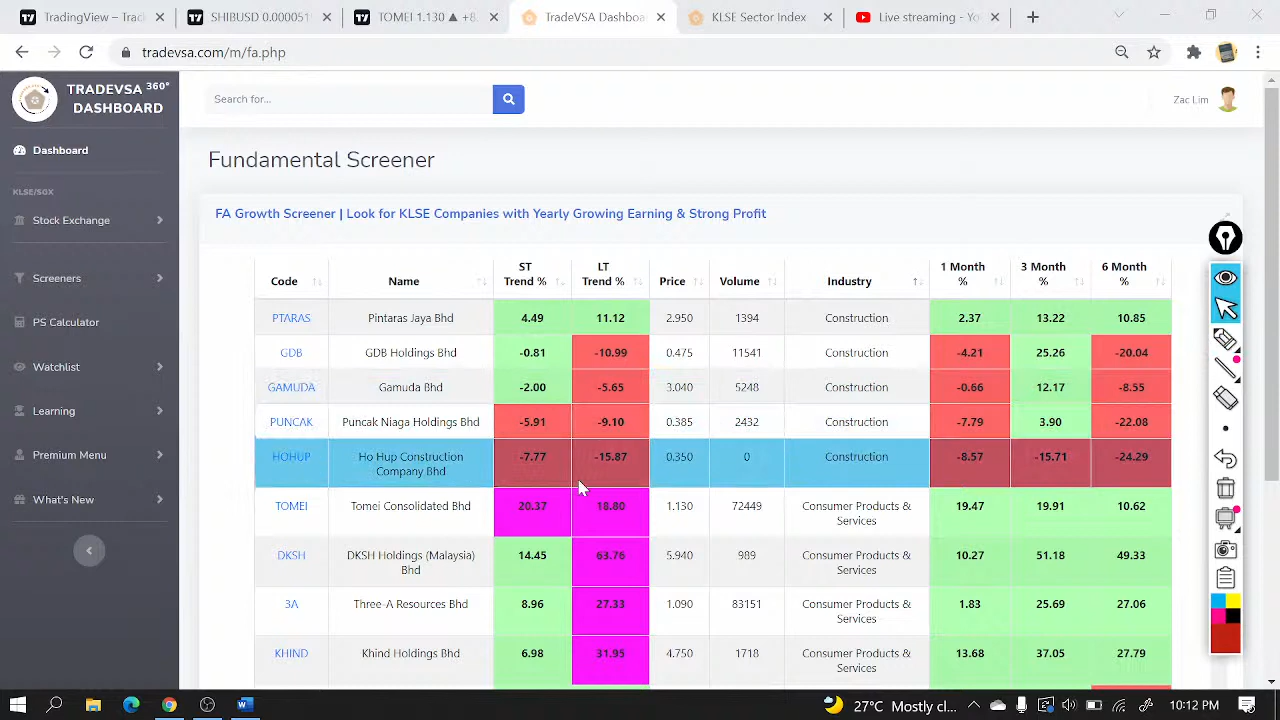 TradingView – Track
SHIBUSD 0.000051
TOMEI 1.130 ▲ +8.
TradeVSA Dashboa
KLSE Sector Index
Live streaming - Yo
tradevsa.com/m/fa.php
TRADEVSA 360°
DASHBOARD
Search for...
Zac Lim
Dashboard
KLSE/SGX
Stock Exchange
Screeners
PS Calculator
Watchlist
Learning
Premium Menu
What's New
Fundamental Screener
FA Growth Screener | Look for KLSE Companies with Yearly Growing Earning & Strong Profit
Code Name ST Trend % LT Trend % Price Volume Industry 1 Month % 3 Month % 6 Month %
PTARAS Pintaras Jaya Bhd 4.49 11.12 2.950 1394 Construction 2.37 13.22 10.85
GDB GDB Holdings Bhd -0.81 -10.99 0.475 11541 Construction -4.21 25.26 -20.04
GAMUDA Gamuda Bhd -2.00 -5.65 3.040 5248 Construction -0.66 12.17 -8.55
PUNCAK Puncak Niaga Holdings Bhd -5.91 -9.10 0.385 2432 Construction -7.79 3.90 -22.08
HOHUP Ho Hup Construction Company Bhd -7.77 -15.87 0.350 0 Construction -8.57 -15.71 -24.29
TOMEI Tomei Consolidated Bhd 20.37 18.80 1.130 72449 Consumer Products & Services 19.47 19.91 10.62
DKSH DKSH Holdings (Malaysia) Bhd 14.45 63.76 5.940 989 Consumer Products & Services 10.27 51.18 49.33
3A Three-A Resources Bhd 8.96 27.33 1.090 83151 Consumer Products & Services 1.83 25.69 27.06
KHIND Khind Holdings Bhd 6.98 31.95 4.750 1718 Consumer Products & Services 13.68 37.05 27.79
27°C Mostly cl...
10:12 PM